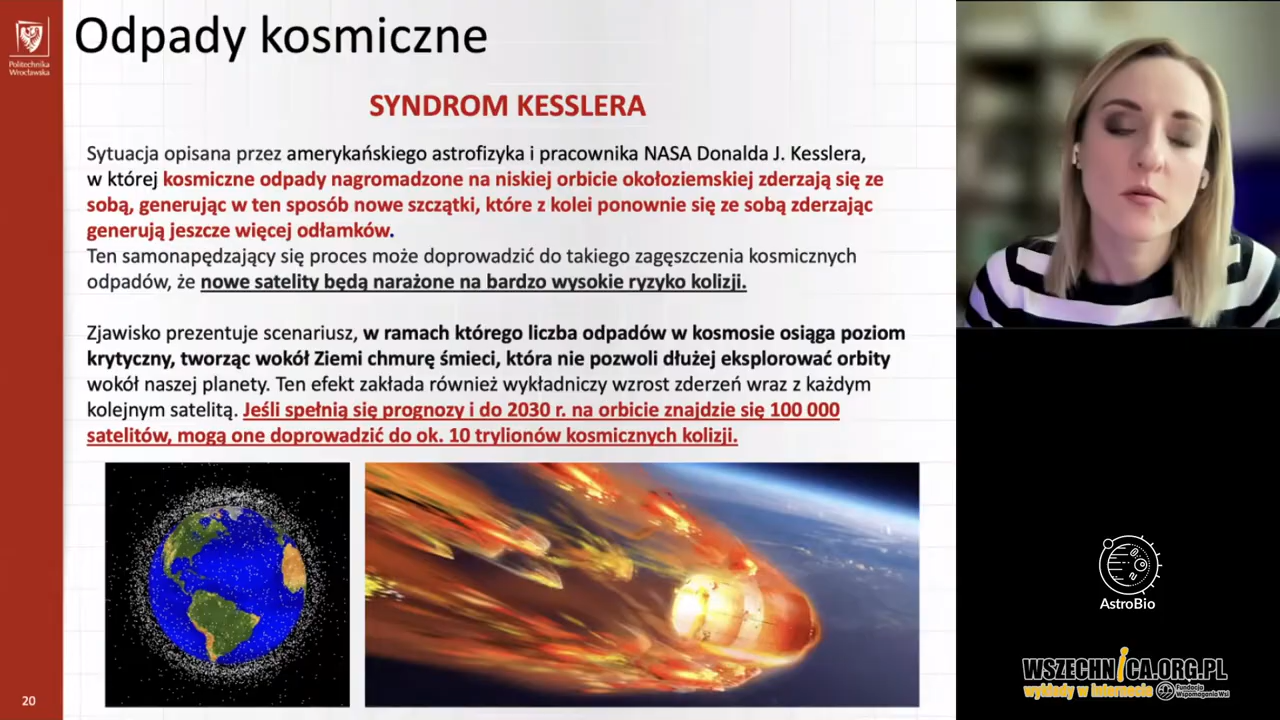 Politechnika
Wrocławska
Odpady kosmiczne
SYNDROM KESSLERA
Sytuacja opisana przez amerykańskiego astrofizyka i pracownika NASA Donalda J. Kesslera,
w której kosmiczne odpady nagromadzone na niskiej orbicie okołoziemskiej zderzają się ze
sobą, generując w ten sposób nowe szczątki, które z kolei ponownie się ze sobą zderzając
generują jeszcze więcej odłamków.
Ten samonapędzający się proces może doprowadzić do takiego zagęszczenia kosmicznych
odpadów, że nowe satelity będą narażone na bardzo wysokie ryzyko kolizji.
Zjawisko prezentuje scenariusz, w ramach którego liczba odpadów w kosmosie osiąga poziom
krytyczny, tworząc wokół Ziemi chmurę śmieci, która nie pozwoli dłużej eksplorować orbity
wokół naszej planety. Ten efekt zakłada również wykładniczy wzrost zderzeń wraz z każdym
kolejnym satelitą. Jeśli spełnią się prognozy i do 2030 r. na orbicie znajdzie się 100 000
satelitów, mogą one doprowadzić do ok. 10 trylionów kosmicznych kolizji.
20
AstroBio
WSZECHNICA.ORG.PL
wykłady w internecie
Fundacja
Wspomagania Wsi